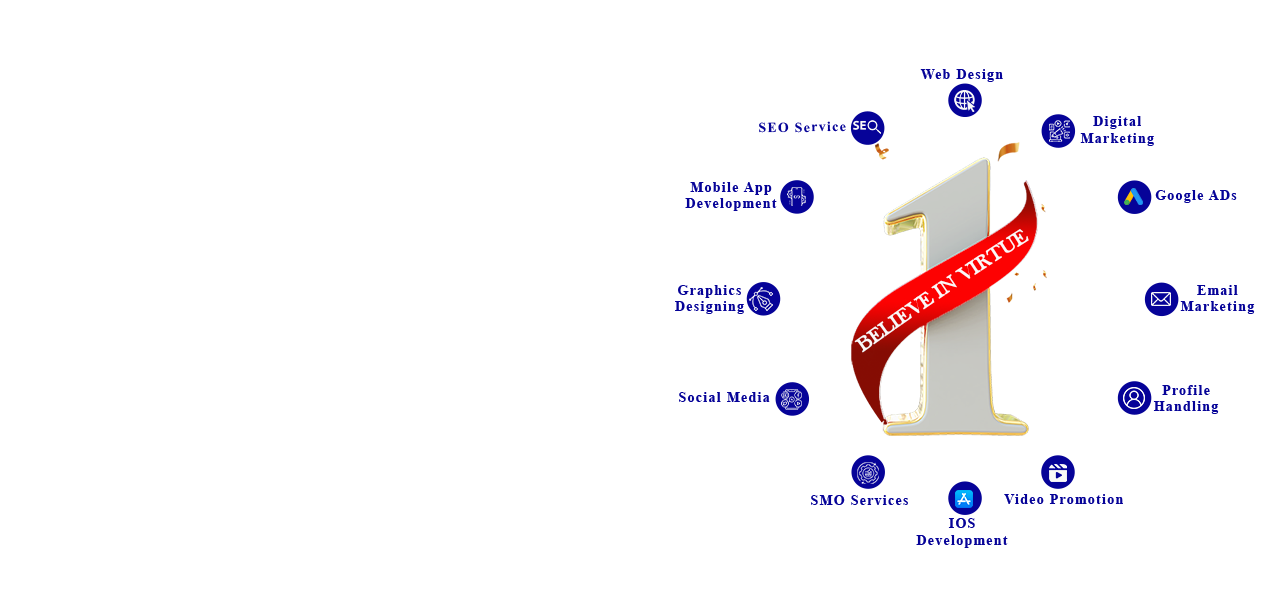 Web Design
SEO Service
SEO
Digital
Marketing
Mobile App
Development
Google ADs
BELIEVE IN VIRTUE
Graphics
Designing
Email
Marketing
Social Media
Profile
Handling
SMO Services
Video Promotion
IOS
Development